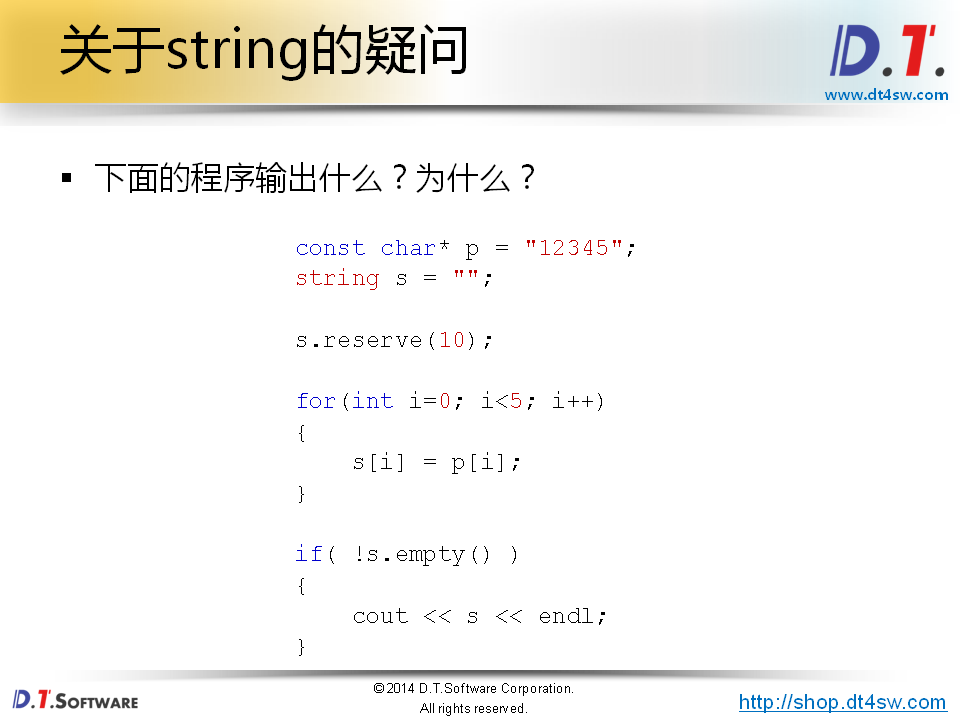 关于string的疑问
D.T.
www.dt4sw.com
▪ 下面的程序输出什么？为什么？
const char* p = "12345";
string s = "";
s.reserve(10);
for(int i=0; i<5; i++)
{
    s[i] = p[i];
}
if( !s.empty() )
{
    cout << s << endl;
}
D.T.SOFTWARE
©2014 D.T.Software Corporation.
All rights reserved.
http://shop.dt4sw.com